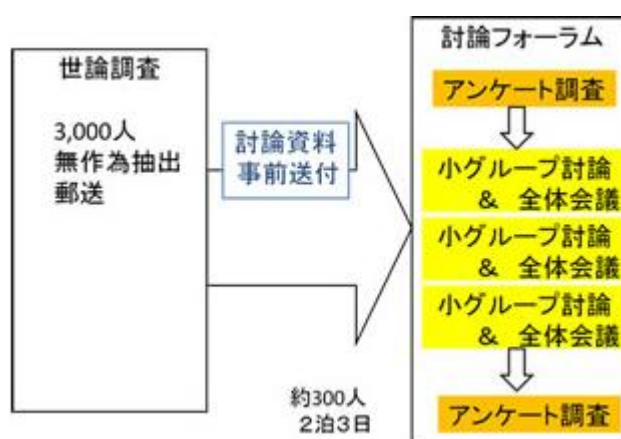 世論調査
3,000人
無作為抽出
郵送
討論資料
事前送付
約300人
2泊3日
討論フォーラム
アンケート調査
小グループ討論
& 全体会議
小グループ討論
& 全体会議
小グループ討論
& 全体会議
アンケート調査